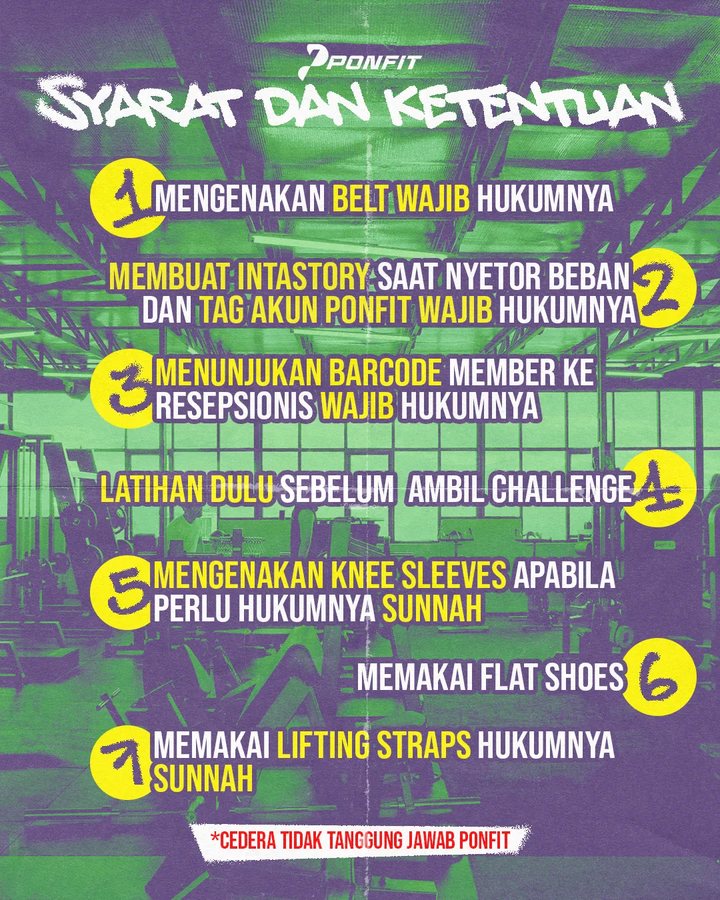 PONFIT
SYARAT DAN KETENTUAN
1 MENGENAKAN BELT WAJIB HUKUMNYA
MEMBUAT INTASTORY SAAT NYETOR BEBAN
DAN TAG AKUN PONFIT WAJIB HUKUMNYA 2
3 MENUNJUKAN BARCODE MEMBER KE
RESEPSIONIS WAJIB HUKUMNYA
LATIHAN DULU SEBELUM AMBIL CHALLENGE 4
5 MENGENAKAN KNEE SLEEVES APABILA
PERLU HUKUMNYA SUNNAH
MEMAKAI FLAT SHOES 6
7 MEMAKAI LIFTING STRAPS HUKUMNYA
SUNNAH
*CEDERA TIDAK TANGGUNG JAWAB PONFIT